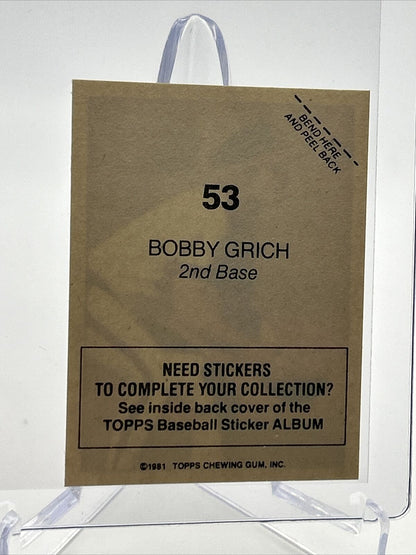 BEND HERE
AND PEEL BACK
53
BOBBY GRICH
2nd Base
NEED STICKERS
TO COMPLETE YOUR COLLECTION?
See inside back cover of the
TOPPS Baseball Sticker ALBUM
©1981 TOPPS CHEWING GUM, INC.